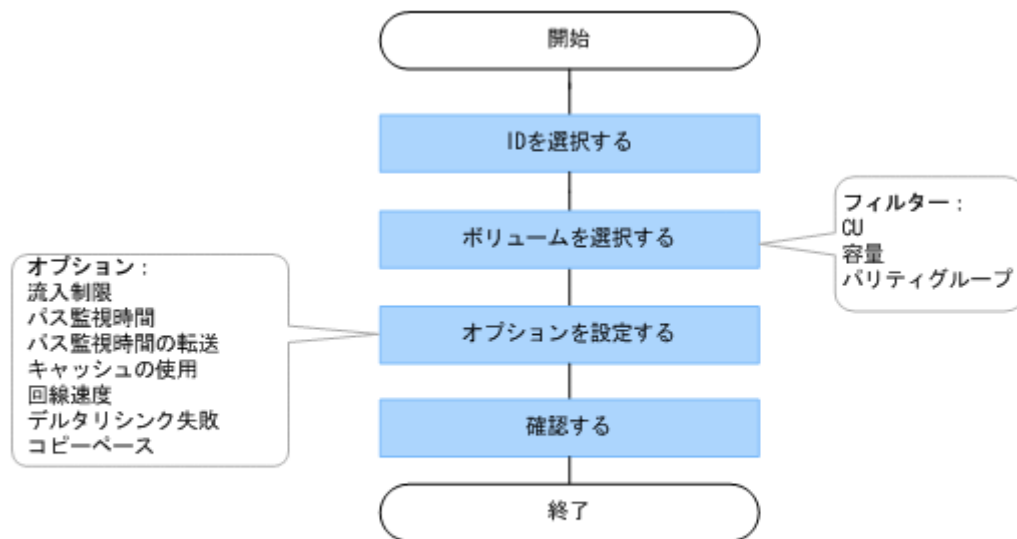 開始
IDを選択する
ボリュームを選択する
フィルター：
CU
容量
パリティグループ
オプション：
流入制限
パス監視時間
パス監視時間の転送
キャッシュの使用
回線速度
デルタリシンク失敗
コピーペース
オプションを設定する
確認する
終了